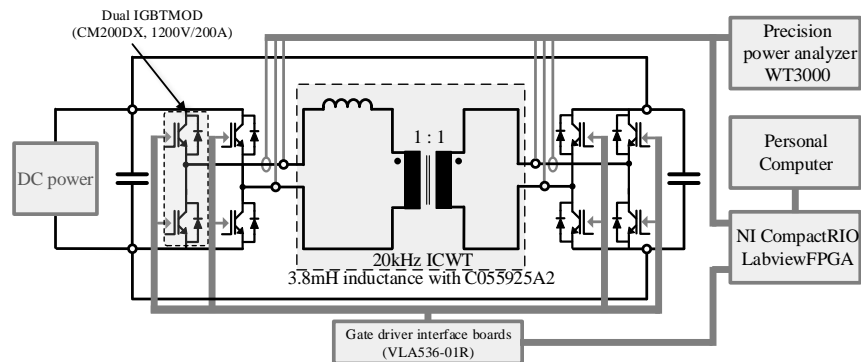 Dual IGBTMOD
(CM200DX, 1200V/200A)
Precision
power analyzer
WT3000
1 : 1
DC power
Personal
Computer
NI CompactRIO
LabviewFPGA
20kHz ICWT
3.8mH inductance with C055925A2
Gate driver interface boards
(VLA536-01R)